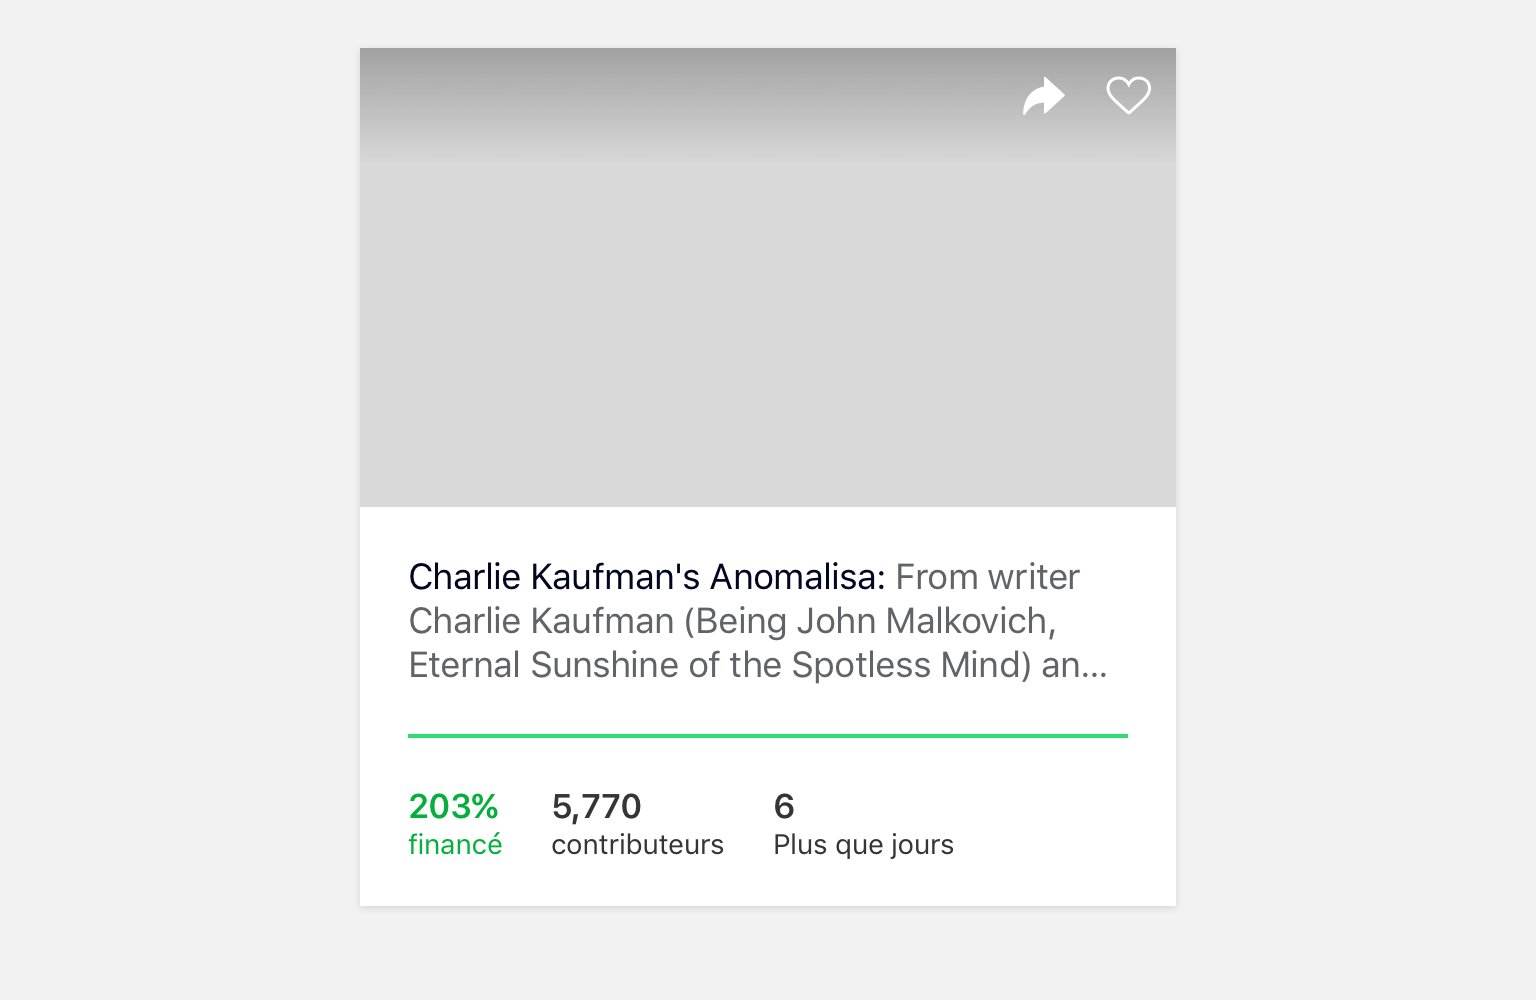 Charlie Kaufman's Anomalisa: From writer
Charlie Kaufman (Being John Malkovich,
Eternal Sunshine of the Spotless Mind) an...
203%
financé
5,770
contributeurs
6
Plus que jours